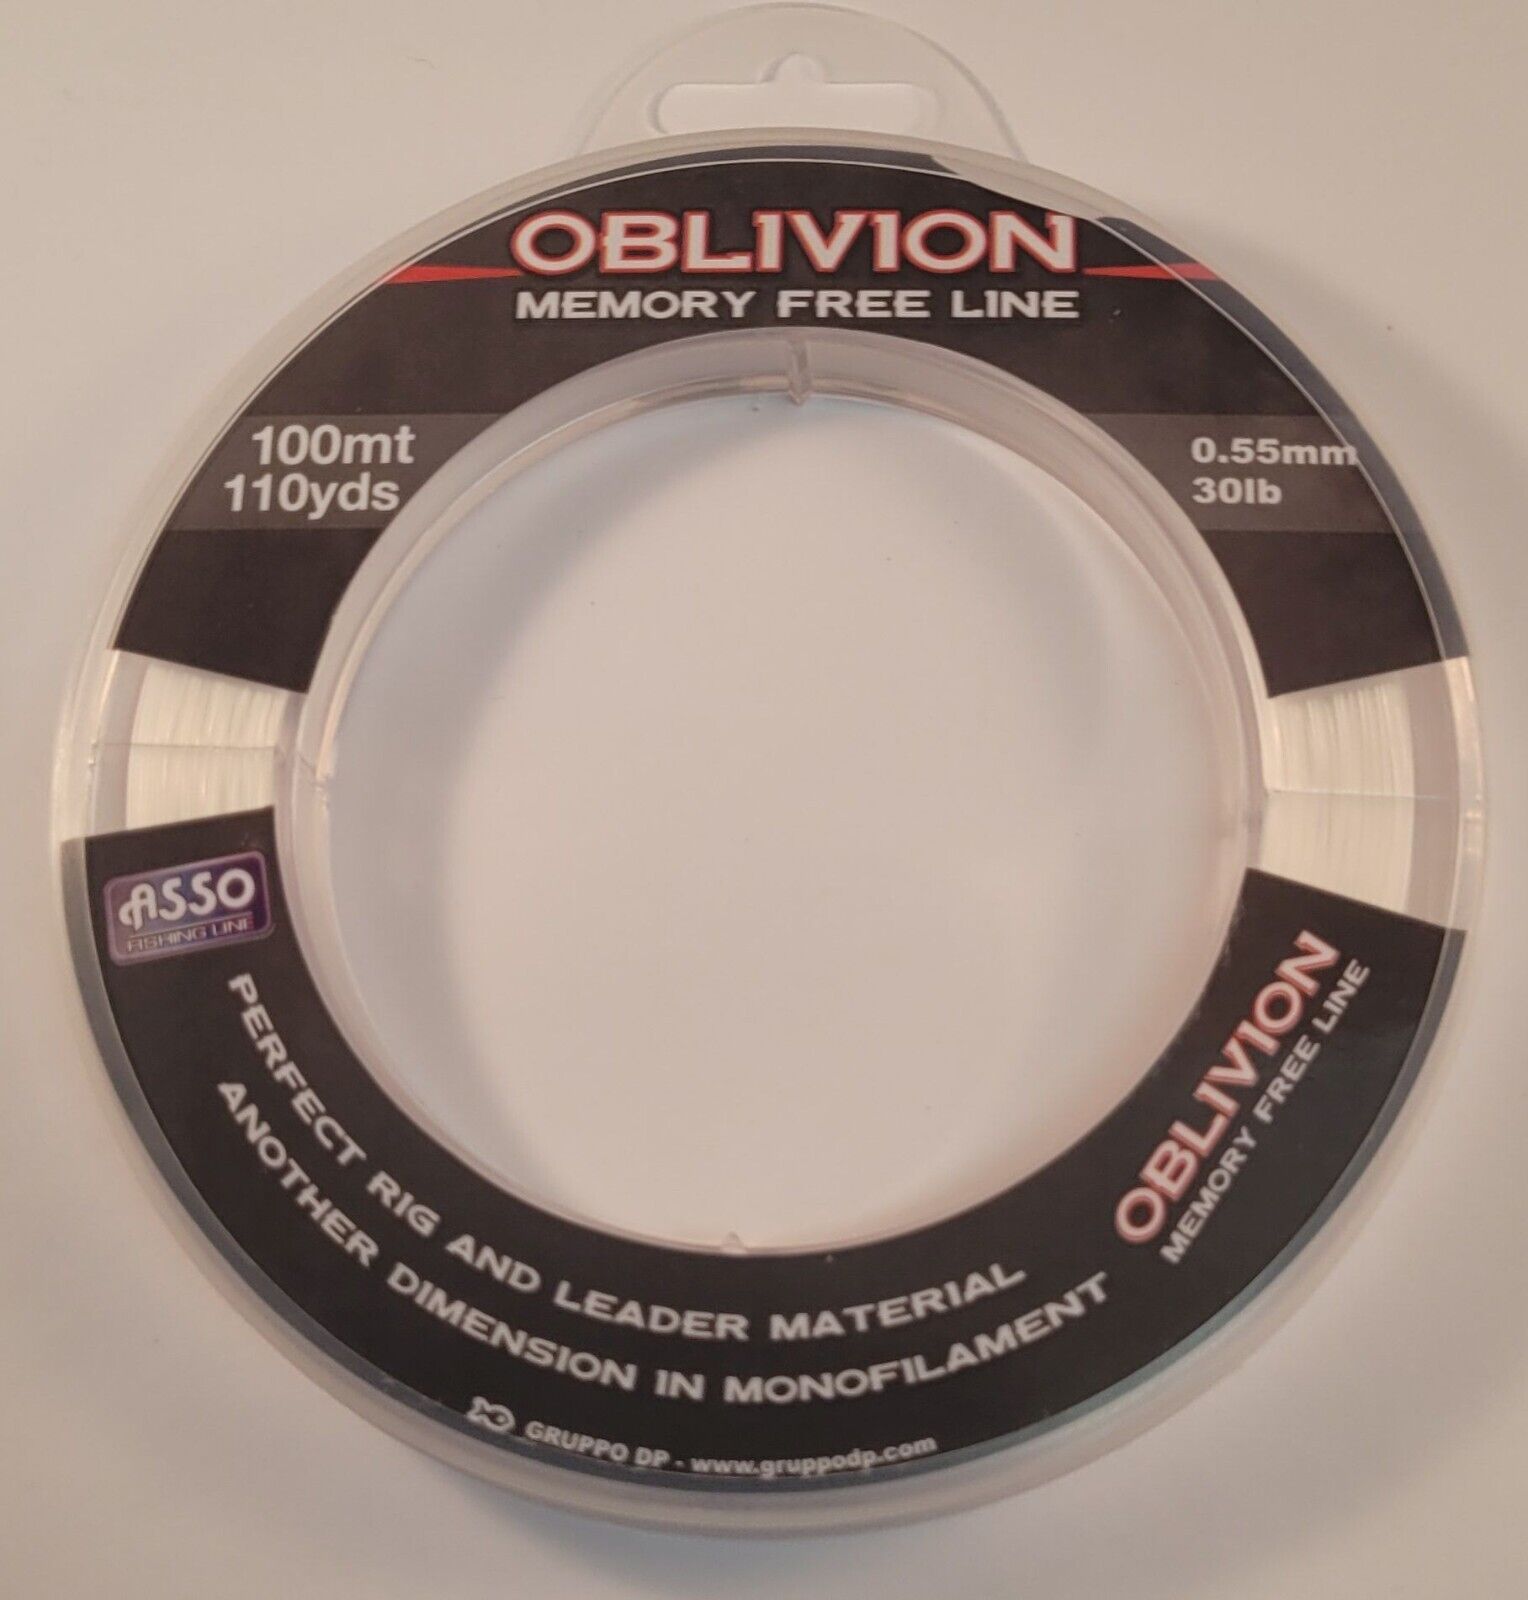 OBLIVION
MEMORY FREE LINE
100mt
110yds
0.55mm
30lb
ASSO
FISHING LINE
PERFECT RIG AND LEADER MATERIAL
ANOTHER DIMENSION IN MONOFILAMENT
OBLIVION
MEMORY FREE LINE
GRUPPO DP - www.gruppodp.com